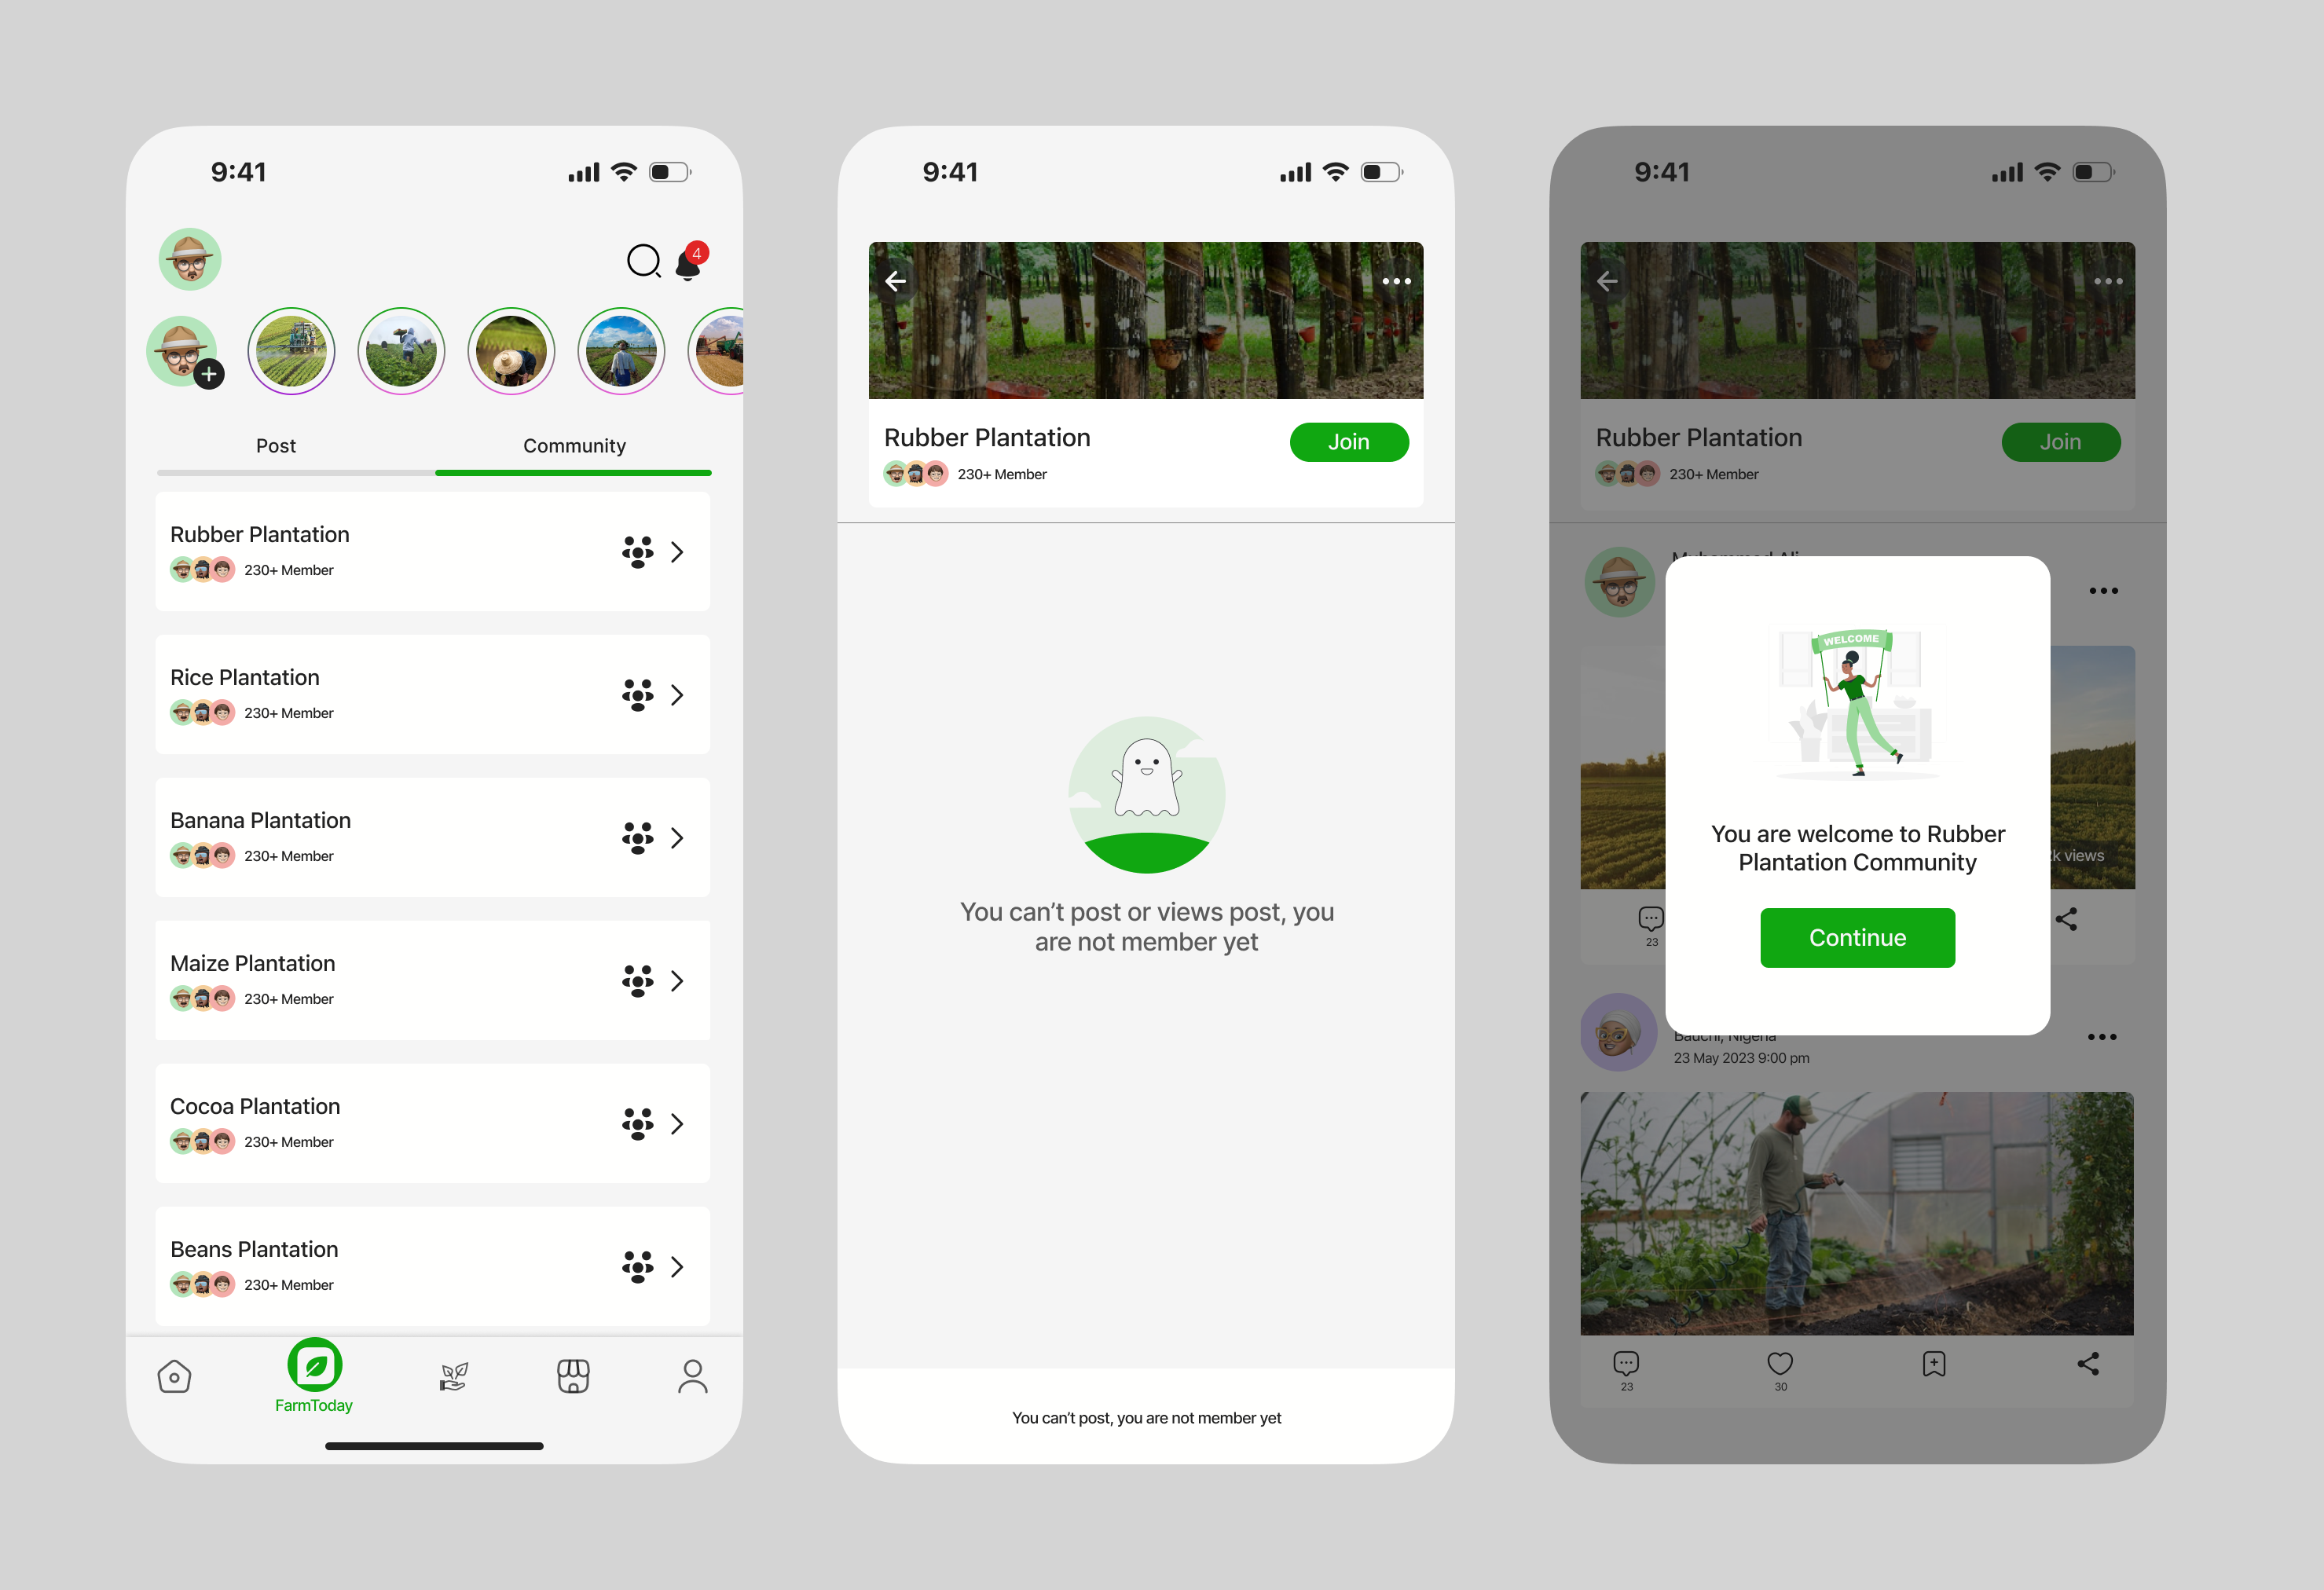 9:41
4
Post
Community
Rubber Plantation
230+ Member
Rice Plantation
230+ Member
Banana Plantation
230+ Member
Maize Plantation
230+ Member
Cocoa Plantation
230+ Member
Beans Plantation
230+ Member
FarmToday
9:41
Rubber Plantation
Join
230+ Member
You can’t post or views post, you
are not member yet
You can’t post, you are not member yet
9:41
Rubber Plantation
Join
230+ Member
Muhammad Ali
WELCOME
You are welcome to Rubber
Plantation Community
k views
Continue
23
Bauchi, Nigeria
23 May 2023 9:00 pm
23
30